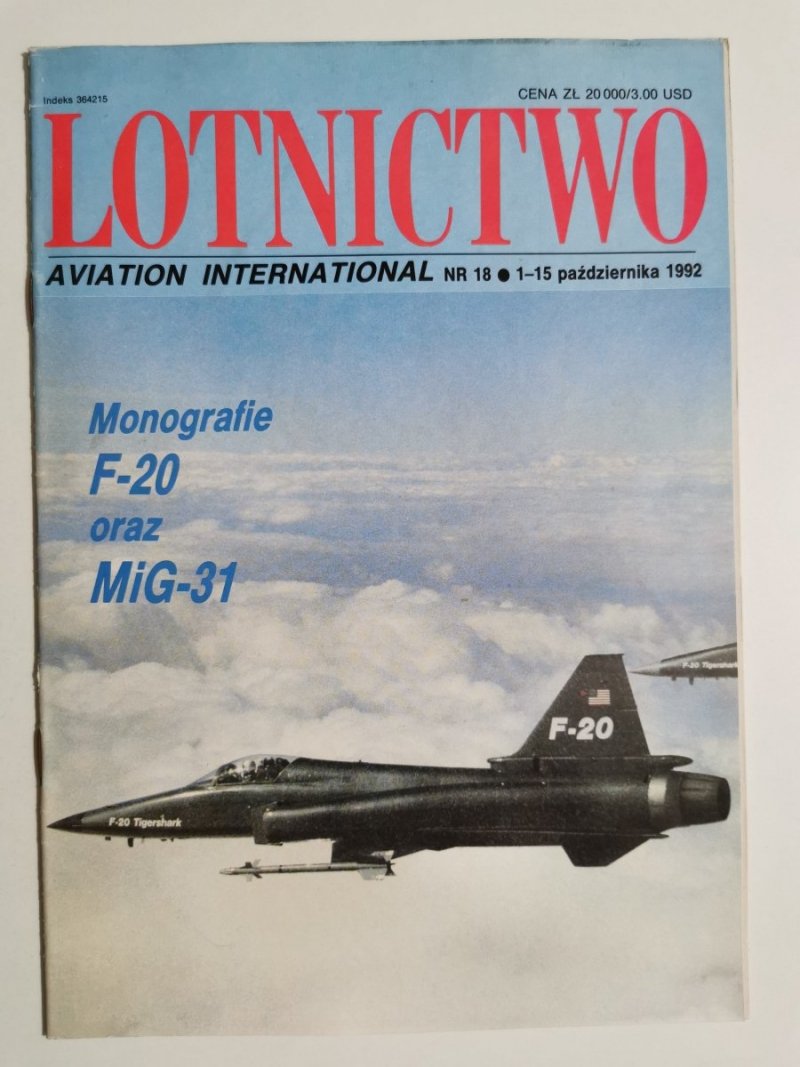 Indeks 364215
CENA ZŁ 20 000/3.00 USD
LOTNICTWO
AVIATION INTERNATIONAL NR 18 ● 1–15 października 1992
Monografie
F-20
oraz
MiG-31
F-20 Tigershark
F-20
F-20 Tigershark